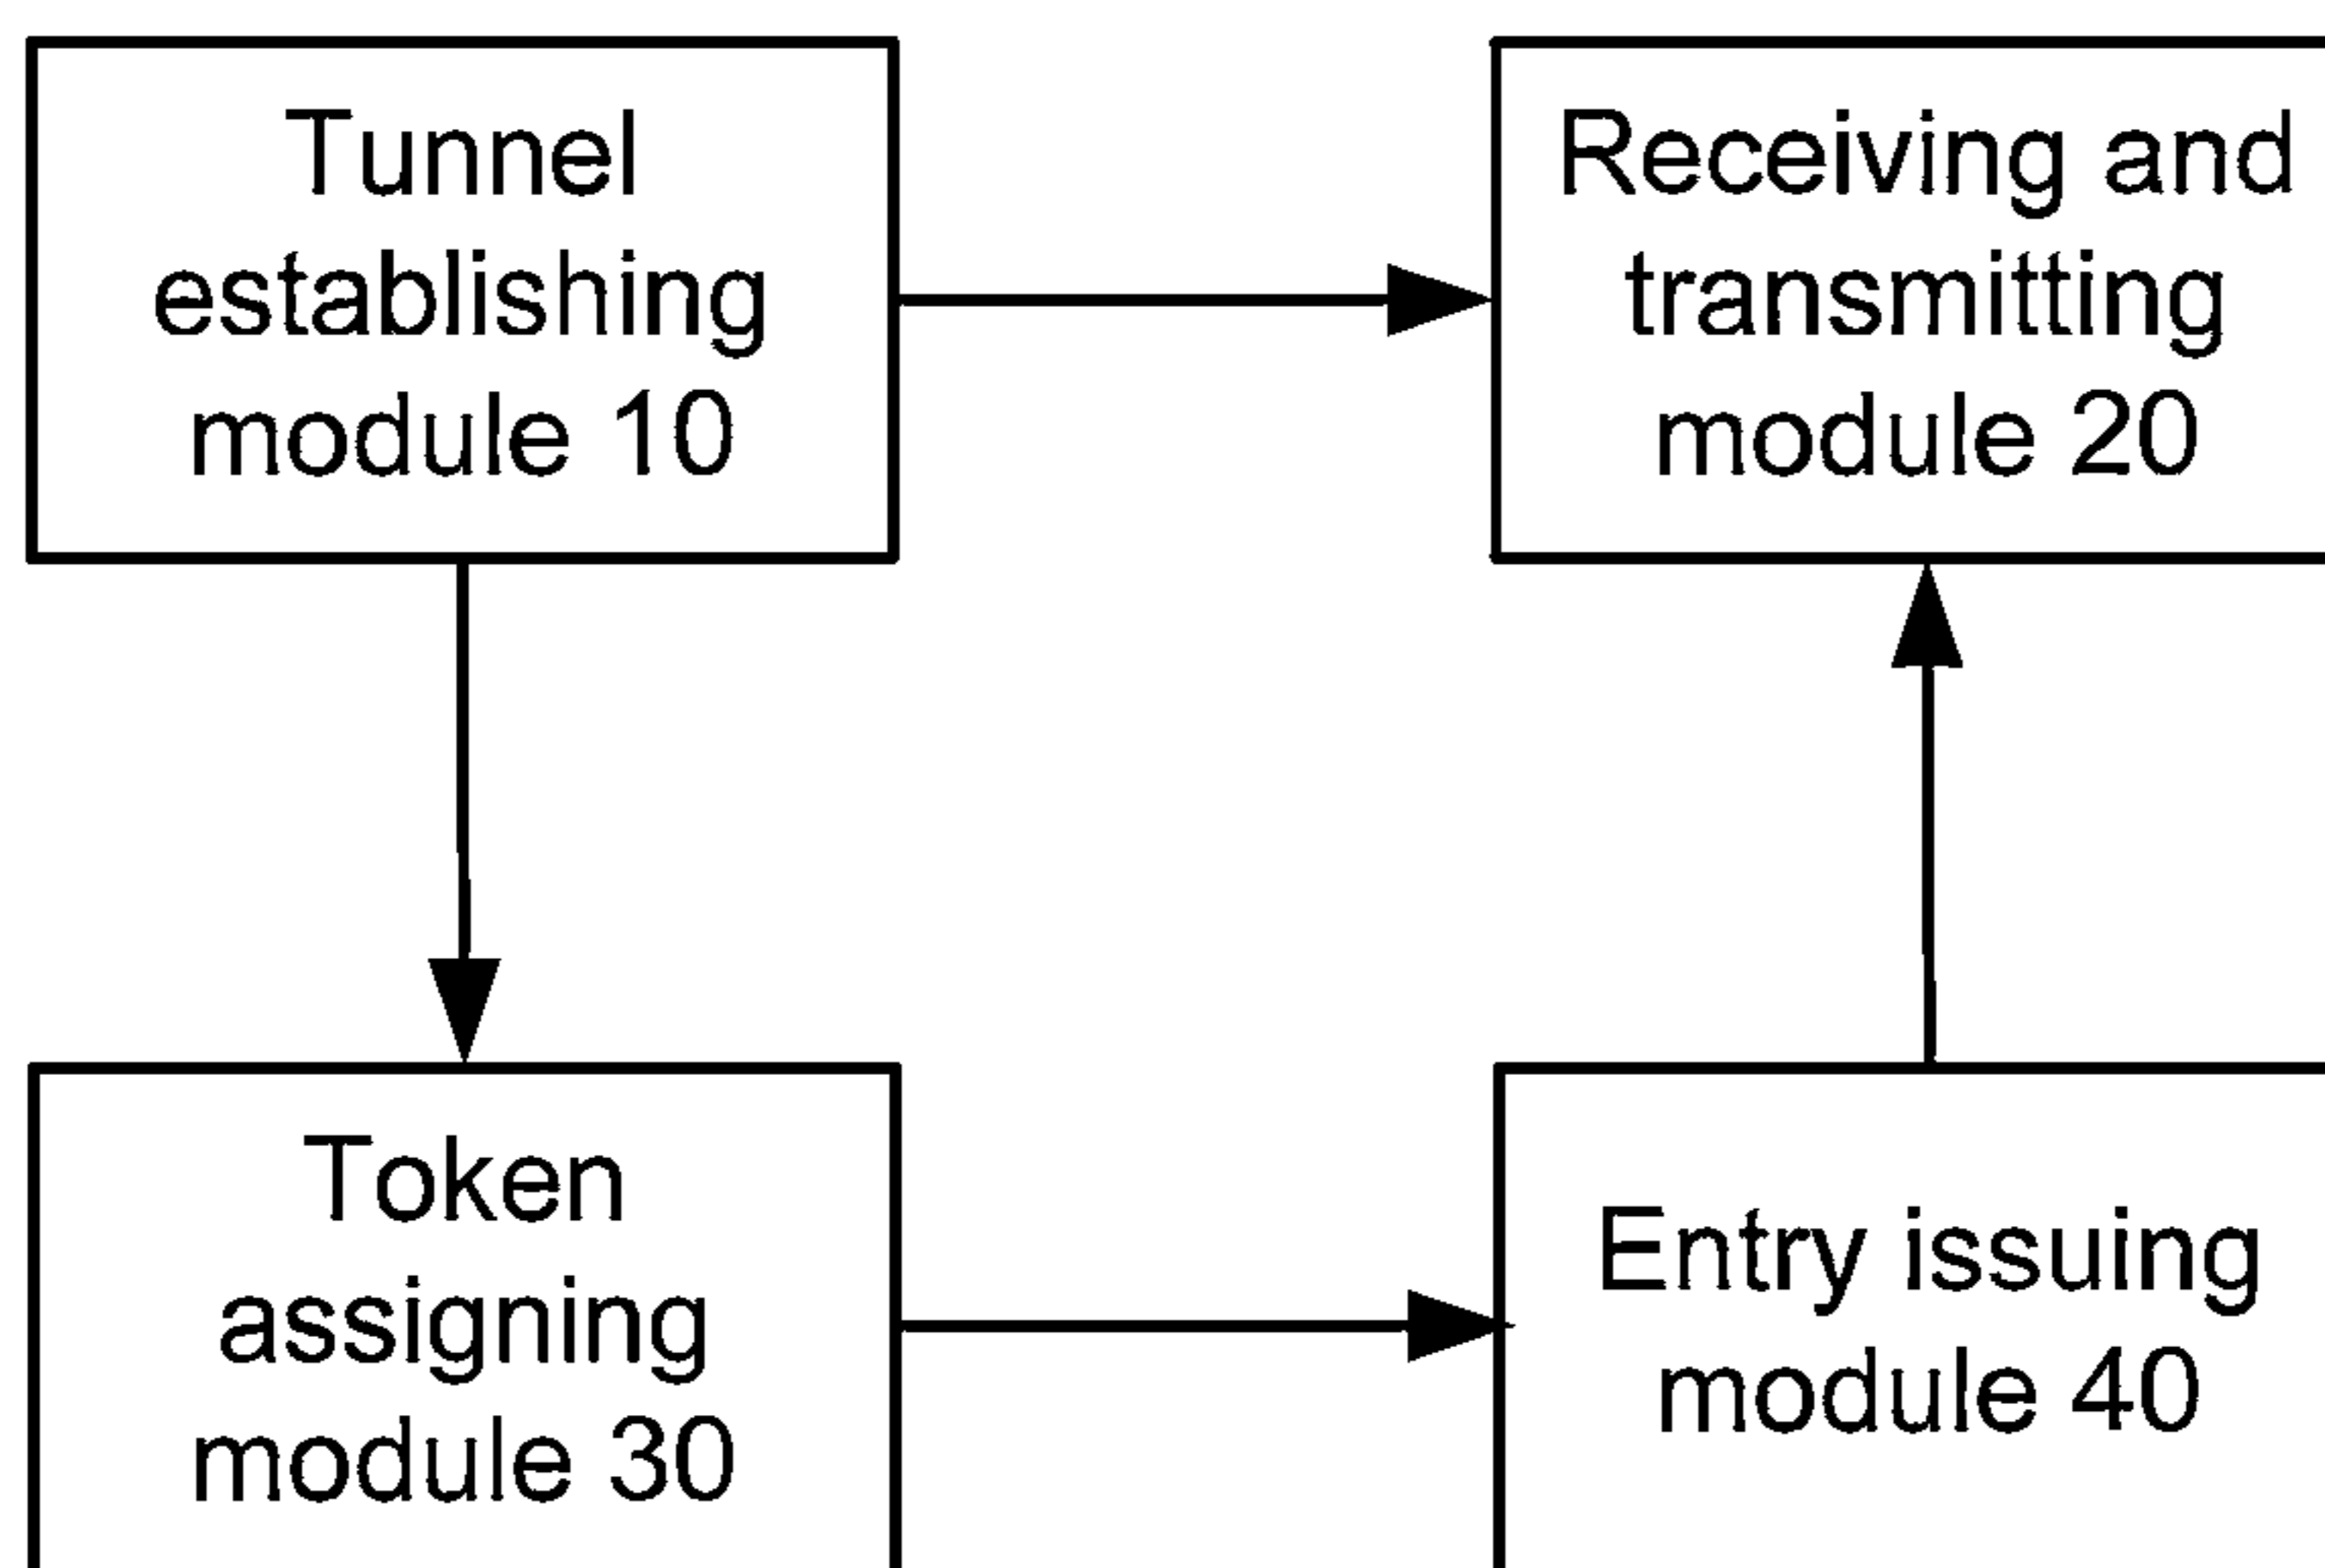 Tunnel
establishing
module 10
Receiving and
transmitting
module 20
Token
assigning
module 30
Entry issuing
module 40